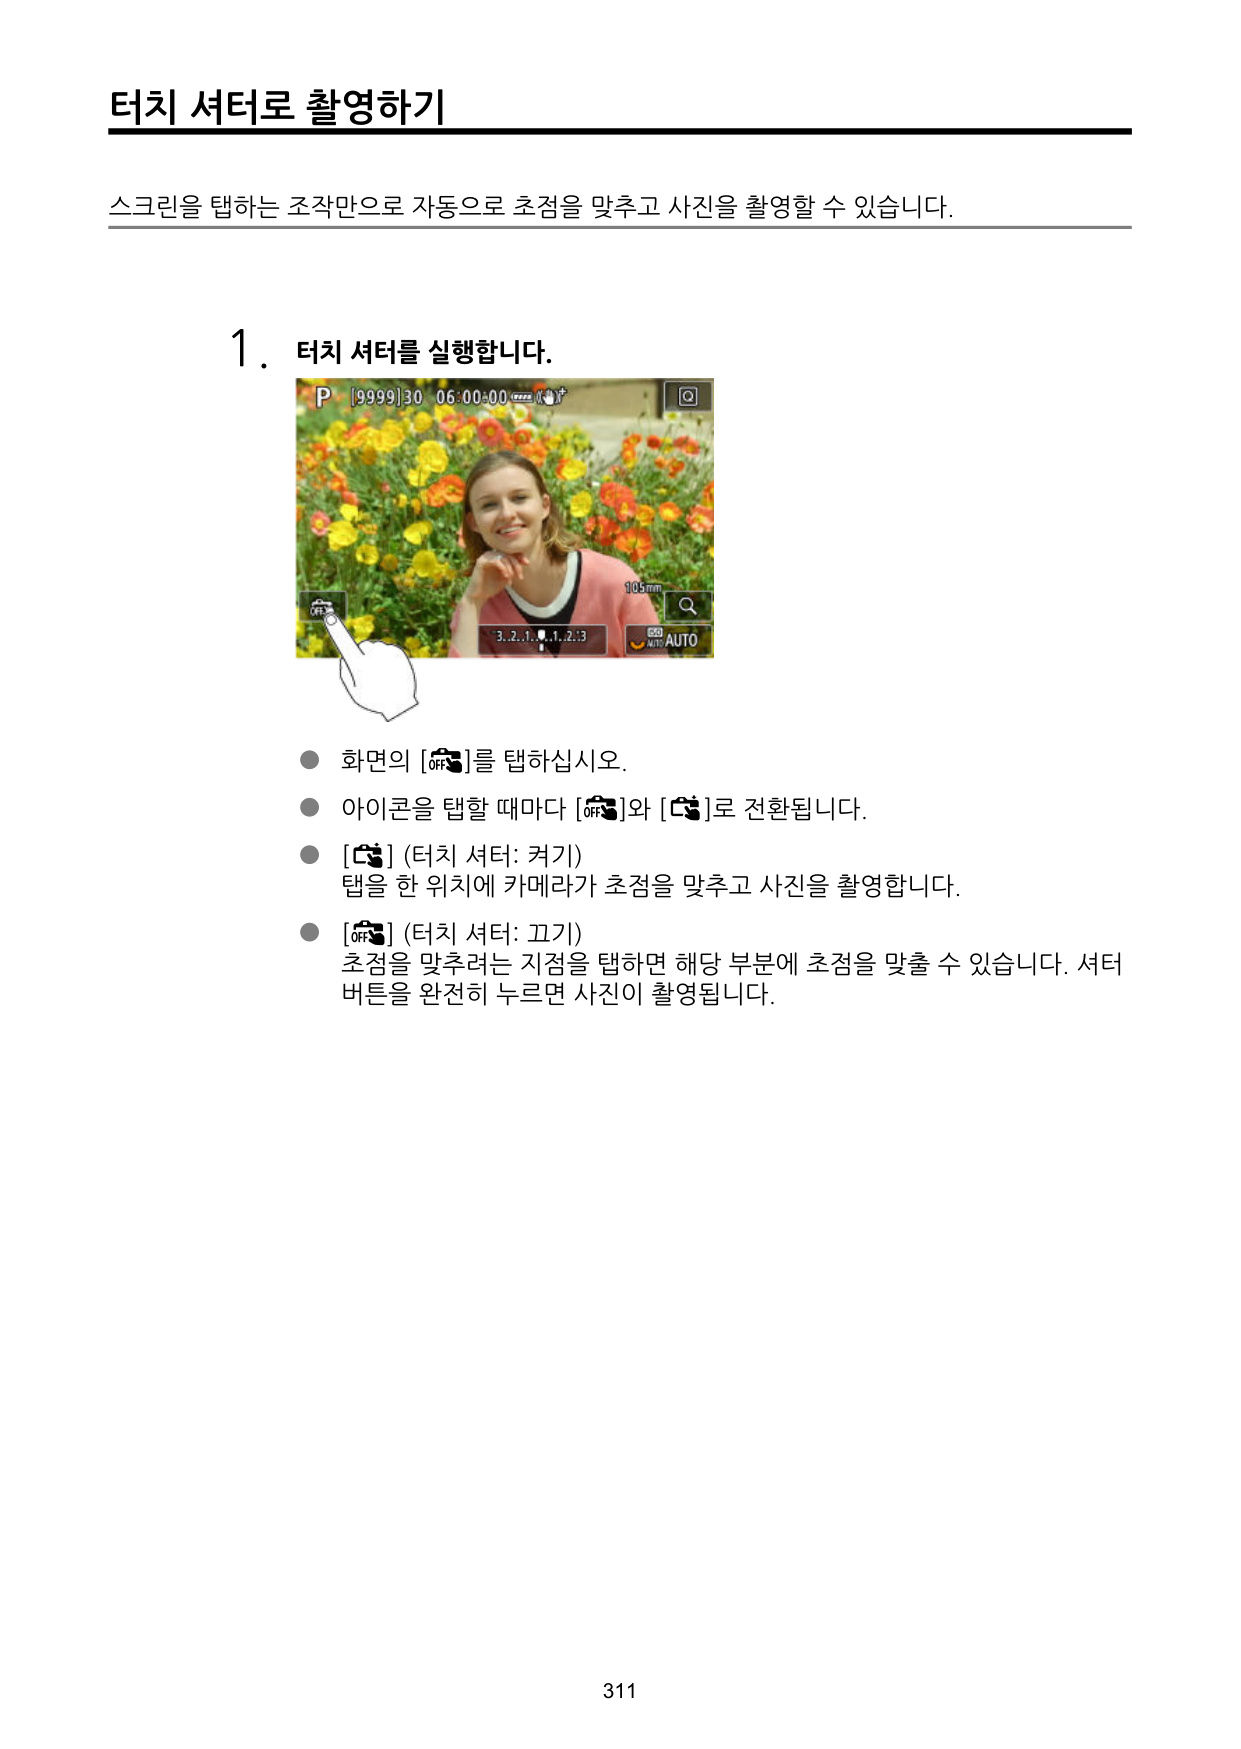 터치 셔터로 촬영하기
스크린을 탭하는 조작만으로 자동으로 초점을 맞추고 사진을 촬영할 수 있습니다.
1. 터치 셔터를 실행합니다.
P [9999]30 06:00:00
Q
OFF
105mm
3..2..1..0..1..2..3
ISO AUTO AUTO
● 화면의 [OFF]를 탭하십시오.
● 아이콘을 탭할 때마다 [OFF]와 [ ]로 전환됩니다.
● [ ] (터치 셔터: 켜기)
탭을 한 위치에 카메라가 초점을 맞추고 사진을 촬영합니다.
● [OFF] (터치 셔터: 끄기)
초점을 맞추려는 지점을 탭하면 해당 부분에 초점을 맞출 수 있습니다. 셔터
버튼을 완전히 누르면 사진이 촬영됩니다.
311